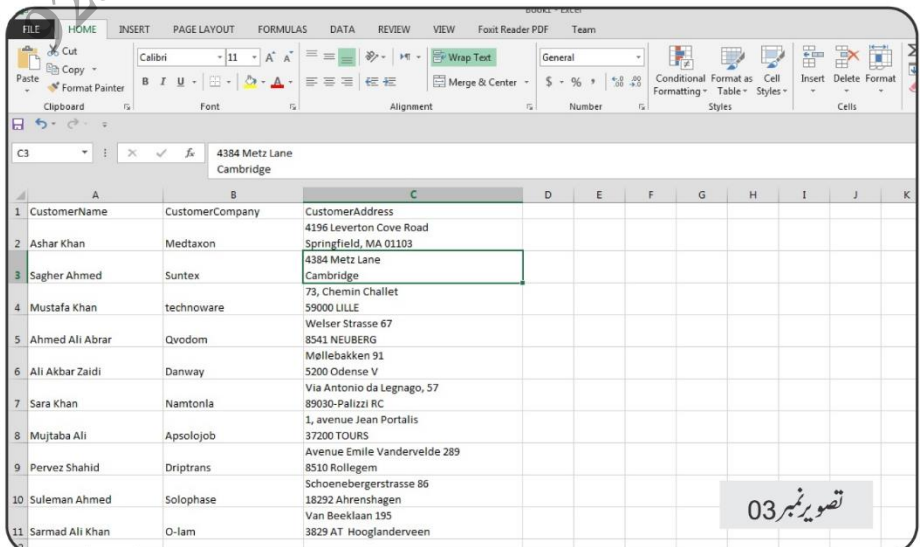 Book1 - Excel
FILE HOME INSERT PAGE LAYOUT FORMULAS DATA REVIEW VIEW Foxit Reader PDF Team
Cut
Copy
Format Painter
Paste
Calibri 11 A A
B I U A
Wrap Text
Merge & Center
General
$ % , .0 .00 .00 .0
Conditional Formatting
Format as Table
Cell Styles
Insert Delete Format
Clipboard Font Alignment Number Styles Cells
C3 fx 4384 Metz Lane
Cambridge
A B C D E F G H I J K
1 CustomerName CustomerCompany CustomerAddress
4196 Leverton Cove Road
2 Ashar Khan Medtaxon Springfield, MA 01103
4384 Metz Lane
3 Sagher Ahmed Suntex Cambridge
73, Chemin Challet
4 Mustafa Khan technoware 59000 LILLE
Welser Strasse 67
5 Ahmed Ali Abrar Qvodom 8541 NEUBERG
Møllebakken 91
6 Ali Akbar Zaidi Danway 5200 Odense V
Via Antonio da Legnago, 57
7 Sara Khan Namtonla 89030-Palizzi RC
1, avenue Jean Portalis
8 Mujtaba Ali Apsolojob 37200 TOURS
Avenue Emile Vandervelde 289
9 Pervez Shahid Driptrans 8510 Rollegem
Schoenebergerstrasse 86
10 Suleman Ahmed Solophase 18292 Ahrenshagen
Van Beeklaan 195
11 Sarmad Ali Khan O-lam 3829 AT Hooglanderveen
تصویر نمبر 03